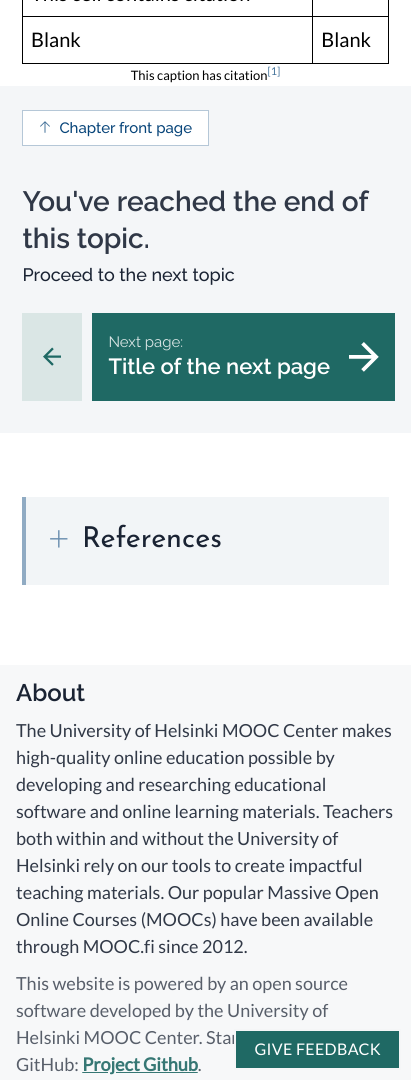 Blank Blank
This caption has citation[1]
↑ Chapter front page
You've reached the end of
this topic.
Proceed to the next topic
Next page:
Title of the next page
References
About
The University of Helsinki MOOC Center makes
high-quality online education possible by
developing and researching educational
software and online learning materials. Teachers
both within and without the University of
Helsinki rely on our tools to create impactful
teaching materials. Our popular Massive Open
Online Courses (MOOCs) have been available
through MOOC.fi since 2012.
This website is powered by an open source
software developed by the University of
Helsinki MOOC Center.
GIVE FEEDBACK
GitHub: Project Github.